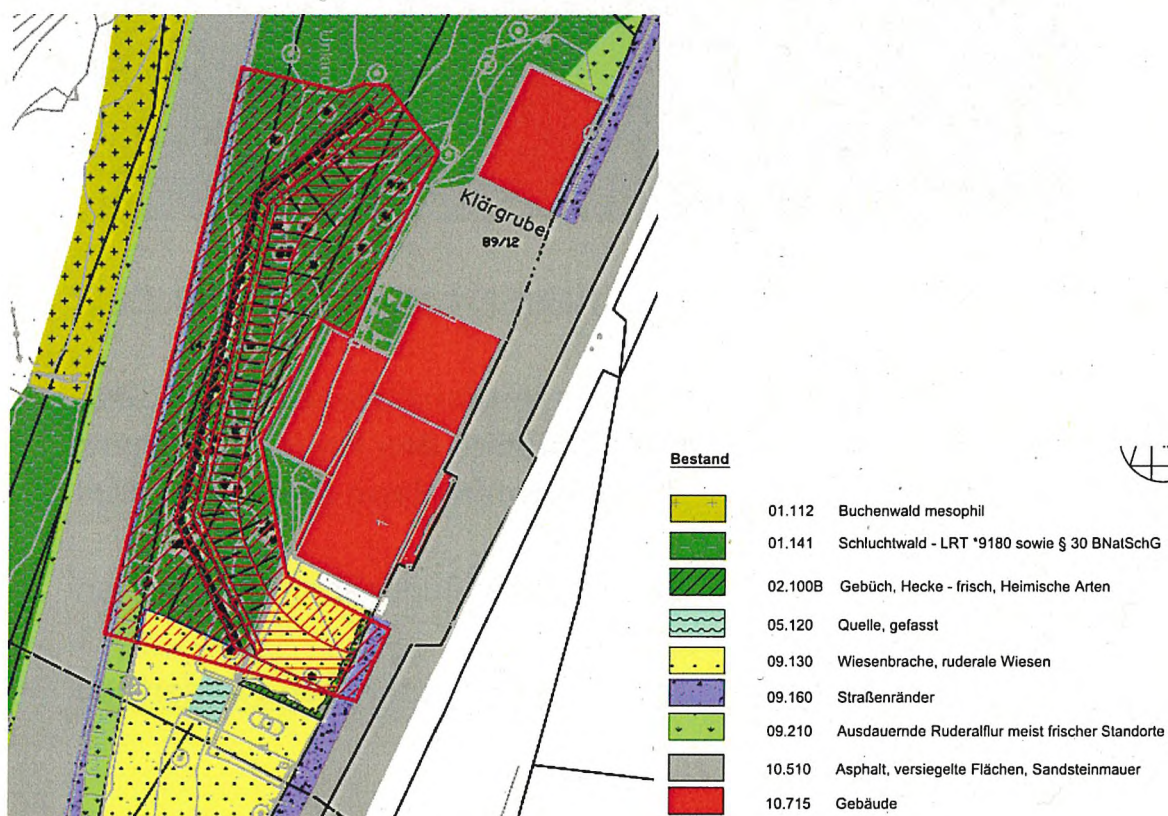 Unland
Klärgrube
89/12
Bestand
01.112 Buchenwald mesophil
01.141 Schluchtwald - LRT *9180 sowie § 30 BNatSchG
02.100B Gebüch, Hecke - frisch, Heimische Arten
05.120 Quelle, gefasst
09.130 Wiesenbrache, ruderale Wiesen
09.160 Straßenränder
09.210 Ausdauernde Ruderalflur meist frischer Standorte
10.510 Asphalt, versiegelte Flächen, Sandsteinmauer
10.715 Gebäude